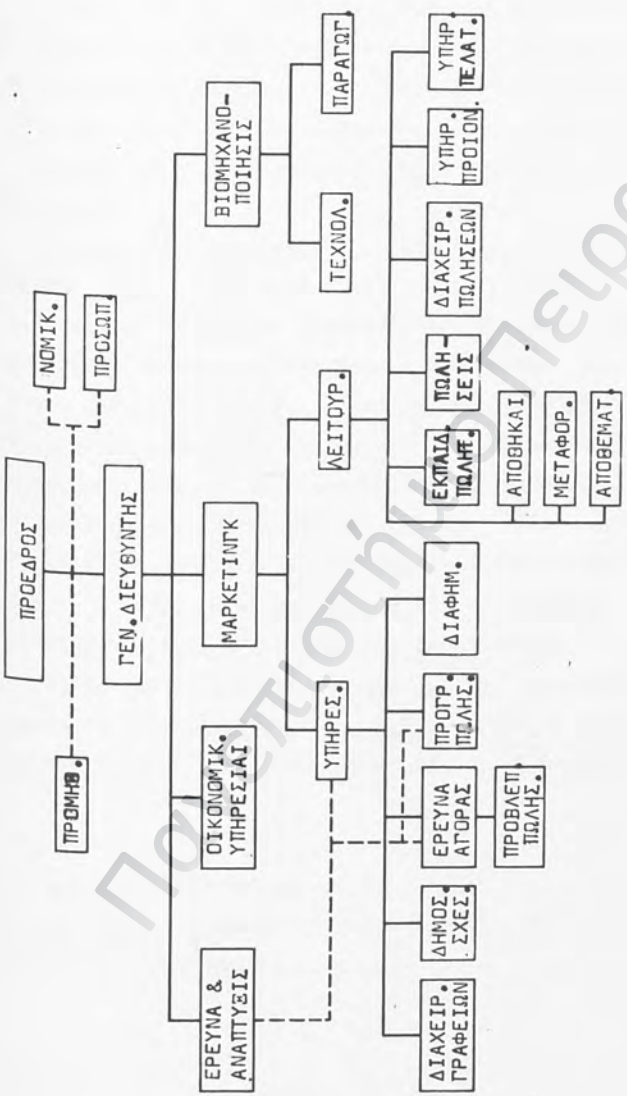 ΠΡΟΕΔΡΟΣ
ΝΟΜΙΚ.
ΠΡΟΣΩΠ.
ΠΡΟΜΗΘ.
ΓΕΝ.ΔΙΕΥΘΥΝΤΗΣ
ΕΡΕΥΝΑ &
ΑΝΑΠΤΥΞΙΣ
ΟΙΚΟΝΟΜΙΚ.
ΥΠΗΡΕΣΙΑΙ
ΜΑΡΚΕΤΙΝΓΚ
ΒΙΟΜΗΧΑΝΟ-
ΠΟΙΗΣΙΣ
ΥΠΗΡΕΣ.
ΛΕΙΤΟΥΡ.
ΤΕΧΝΟΛ.
ΠΑΡΑΓΩΓ.
ΔΙΑΧΕΙΡ.
ΓΡΑΦΕΙΩΝ
ΔΗΜΟΣ.
ΣΧΕΣ.
ΕΡΕΥΝΑ
ΑΓΟΡΑΣ
ΠΡΟΓΡ.
ΠΩΛΗΣ.
ΔΙΑΦΗΜ.
ΕΚΠΑΙΔ.
ΠΩΛΗΤ.
ΠΩΛΗ-
ΣΕΙΣ
ΔΙΑΧΕΙΡ.
ΠΩΛΗΣΕΩΝ
ΥΠΗΡ.
ΠΡΟΙΟΝ.
ΥΠΗΡ.
ΠΕΛΑΤ.
ΠΡΟΒΛΕΠ.
ΠΩΛΗΣ.
ΑΠΟΘΗΚΑΙ
ΜΕΤΑΦΟΡ.
ΑΠΟΘΕΜΑΤ.
Πανεπιστήμιο